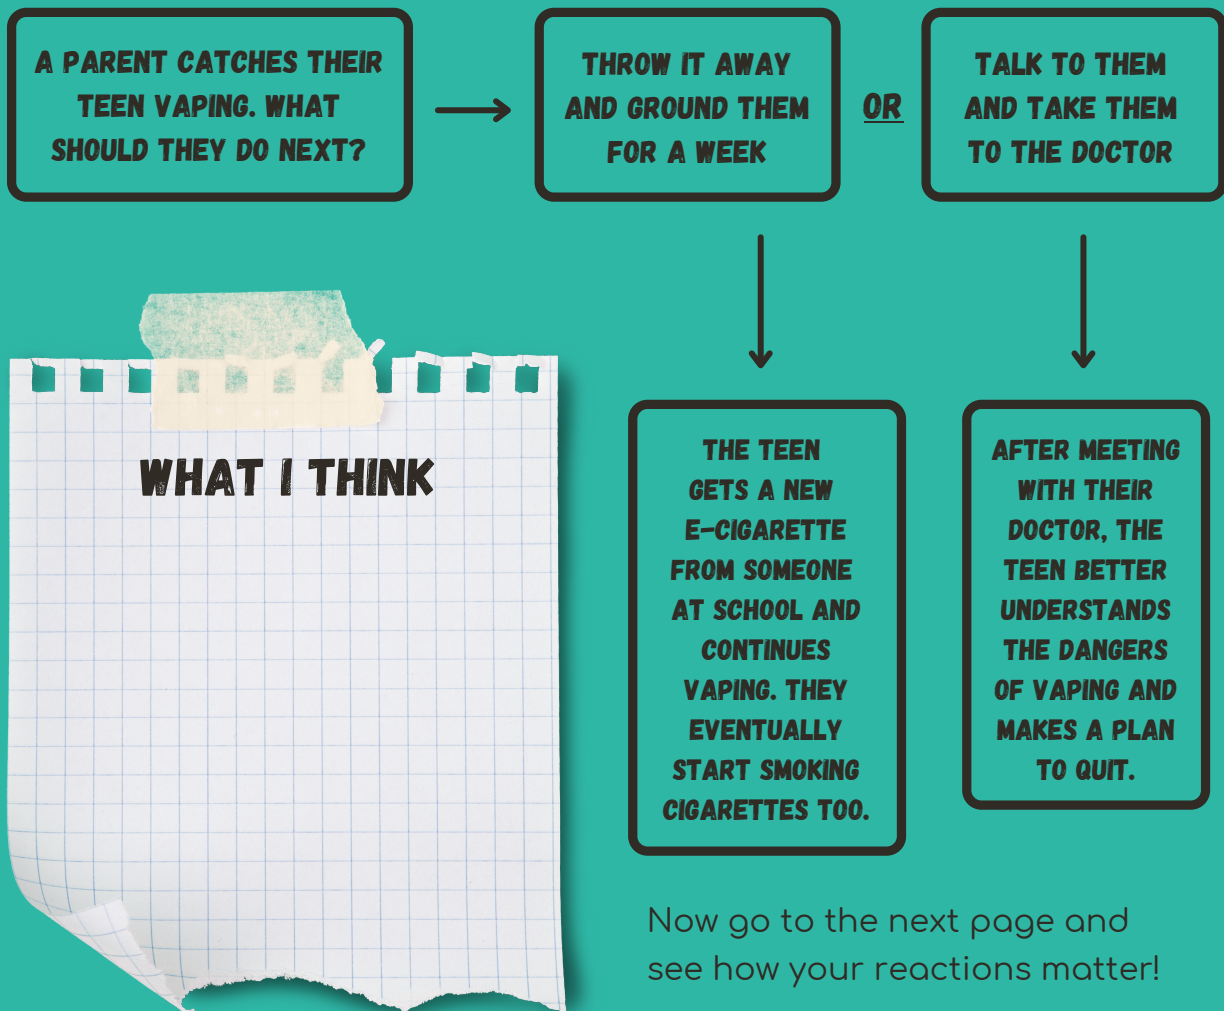 A PARENT CATCHES THEIR
TEEN VAPING. WHAT
SHOULD THEY DO NEXT?
THROW IT AWAY
AND GROUND THEM
FOR A WEEK
OR
TALK TO THEM
AND TAKE THEM
TO THE DOCTOR
WHAT I THINK
THE TEEN
GETS A NEW
E-CIGARETTE
FROM SOMEONE
AT SCHOOL AND
CONTINUES
VAPING. THEY
EVENTUALLY
START SMOKING
CIGARETTES TOO.
AFTER MEETING
WITH THEIR
DOCTOR, THE
TEEN BETTER
UNDERSTANDS
THE DANGERS
OF VAPING AND
MAKES A PLAN
TO QUIT.
Now go to the next page and
see how your reactions matter!